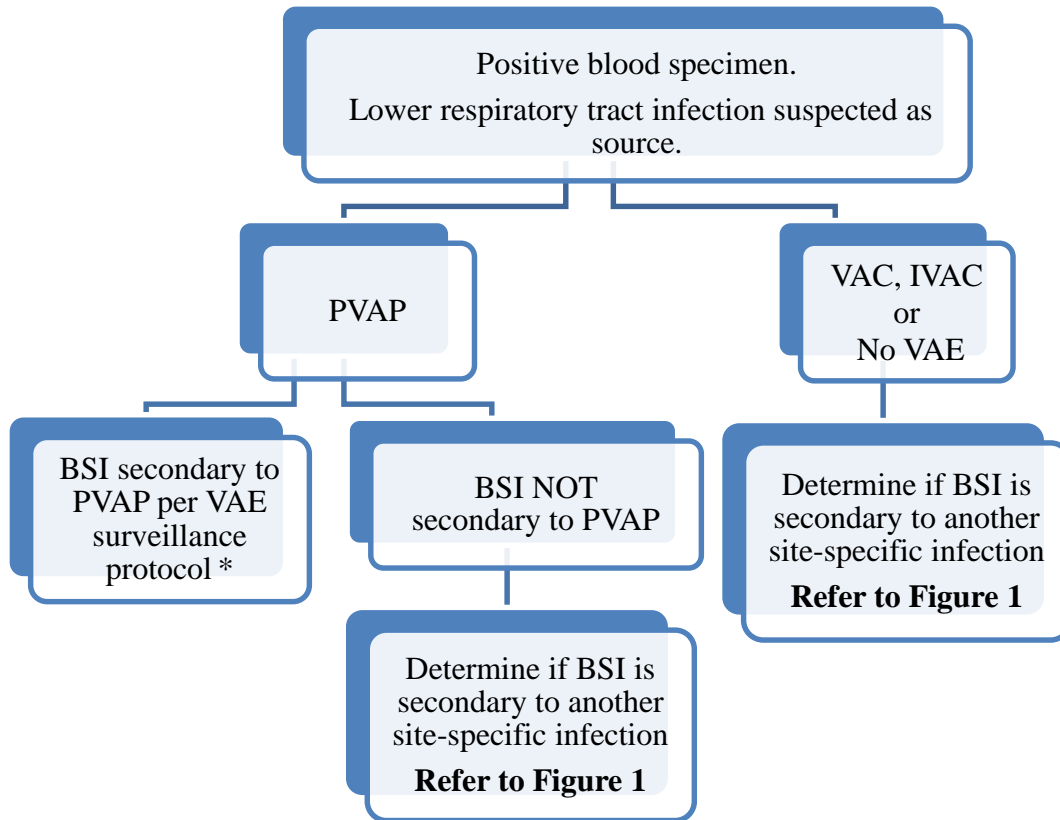 Positive blood specimen.
Lower respiratory tract infection suspected as
source.
PVAP
VAC, IVAC
or
No VAE
BSI secondary to
PVAP per VAE
surveillance
protocol *
BSI NOT
secondary to PVAP
Determine if BSI is
secondary to another
site-specific infection
Refer to Figure 1
Determine if BSI is
secondary to another
site-specific infection
Refer to Figure 1